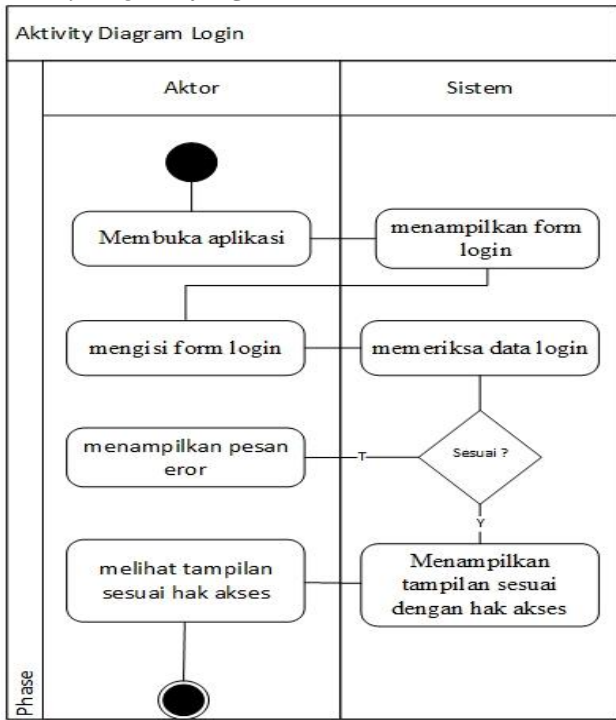 Aktivity Diagram Login
Aktor
Sistem
Membuka aplikasi
menampilkan form
login
mengisi form login
memeriksa data login
menampilkan pesan
eror
T
Sesuai ?
Y
melihat tampilan
sesuai hak akses
Menampilkan
tampilan sesuai
dengan hak akses
Phase